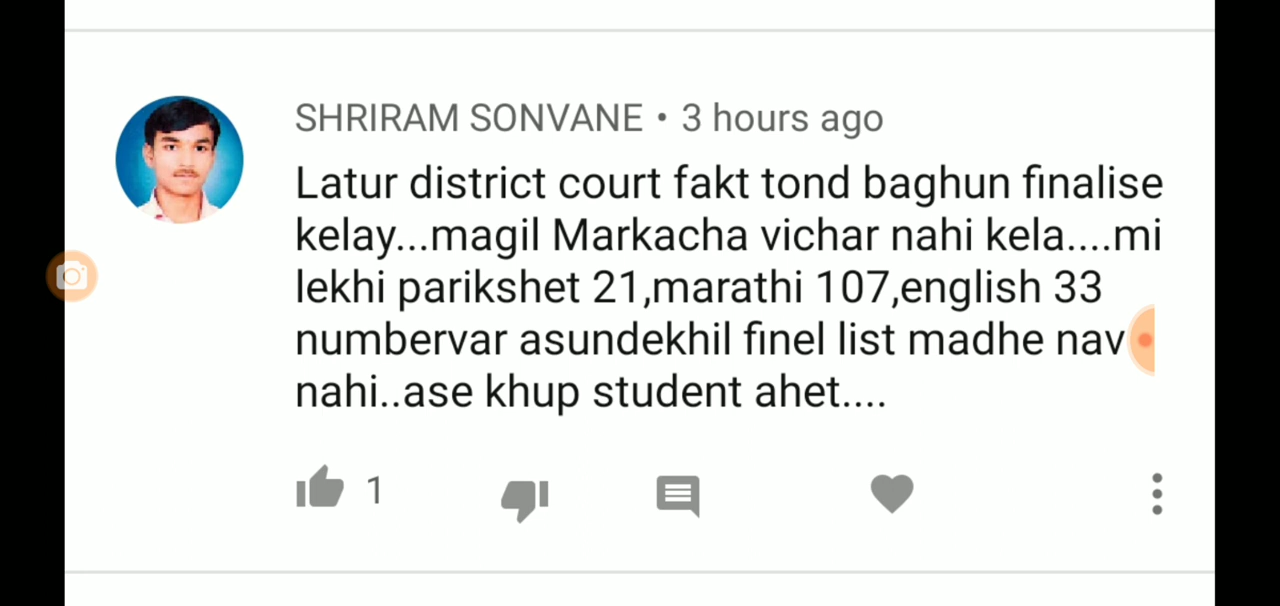 SHRIRAM SONVANE • 3 hours ago
Latur district court fakt tond baghun finalise
kelay...magil Markacha vichar nahi kela....mi
lekhi parikshet 21,marathi 107,english 33
numbervar asundekhil finel list madhe nav
nahi..ase khup student ahet....
1